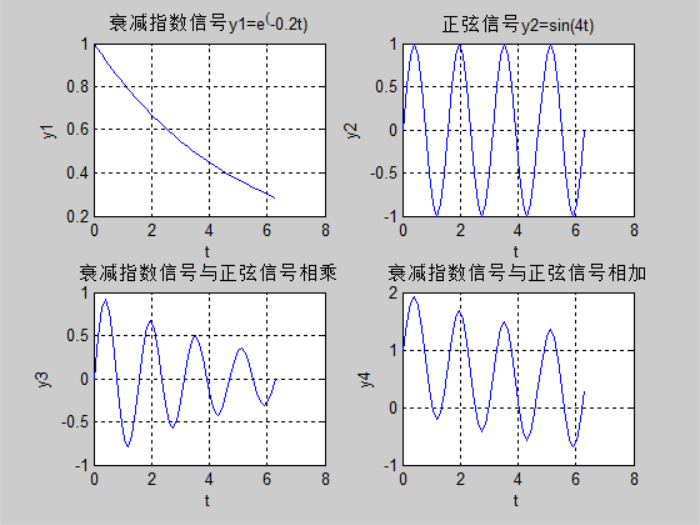 衰减指数信号y1=e(-0.2t)
1
0.8
0.6
0.4
0.2
y1
0 2 4 6 8
t
正弦信号y2=sin(4t)
1
0.5
0
-0.5
-1
y2
0 2 4 6 8
t
衰减指数信号与正弦信号相乘
1
0.5
0
-0.5
-1
y3
0 2 4 6 8
t
衰减指数信号与正弦信号相加
2
1
0
-1
y4
0 2 4 6 8
t